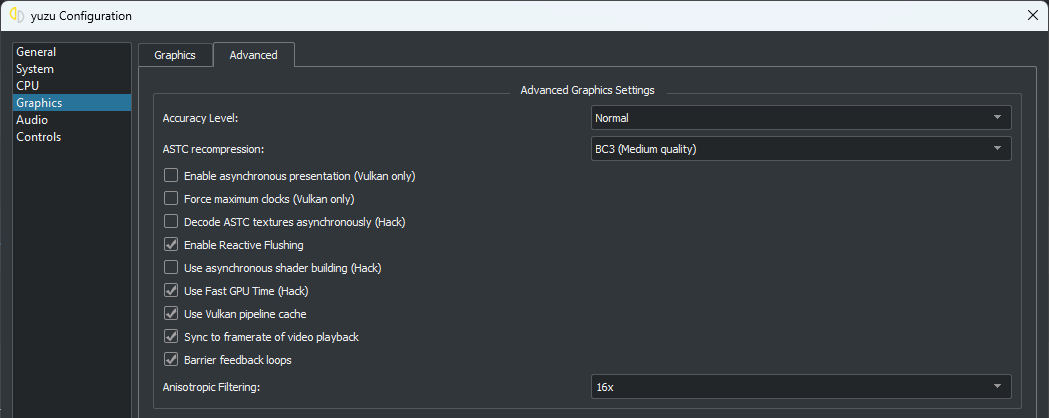 yuzu Configuration
General
System
CPU
Graphics
Audio
Controls
Graphics
Advanced
Advanced Graphics Settings
Accuracy Level:
Normal
ASTC recompression:
BC3 (Medium quality)
Enable asynchronous presentation (Vulkan only)
Force maximum clocks (Vulkan only)
Decode ASTC textures asynchronously (Hack)
Enable Reactive Flushing
Use asynchronous shader building (Hack)
Use Fast GPU Time (Hack)
Use Vulkan pipeline cache
Sync to framerate of video playback
Barrier feedback loops
Anisotropic Filtering:
16x